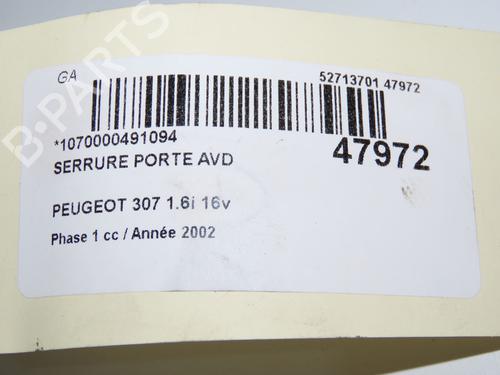 GA
52713701 47972
*1070000491094
47972
SERRURE PORTE AVD
PEUGEOT 307 1.6i 16v
Phase 1 cc / Année 2002
B-PARTS